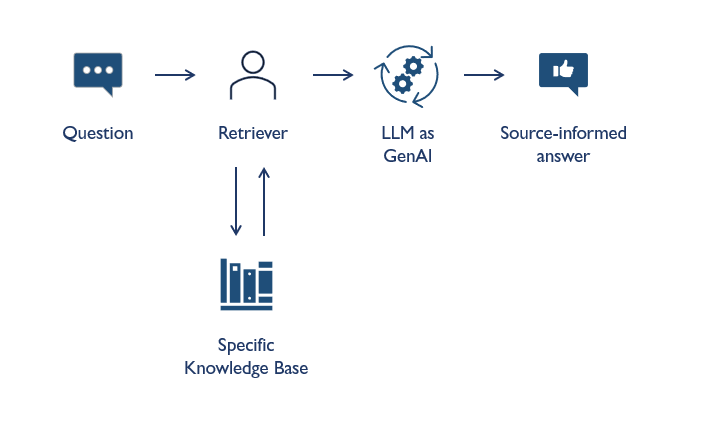 Question
Retriever
LLM as
GenAI
Source-informed
answer
Specific
Knowledge Base